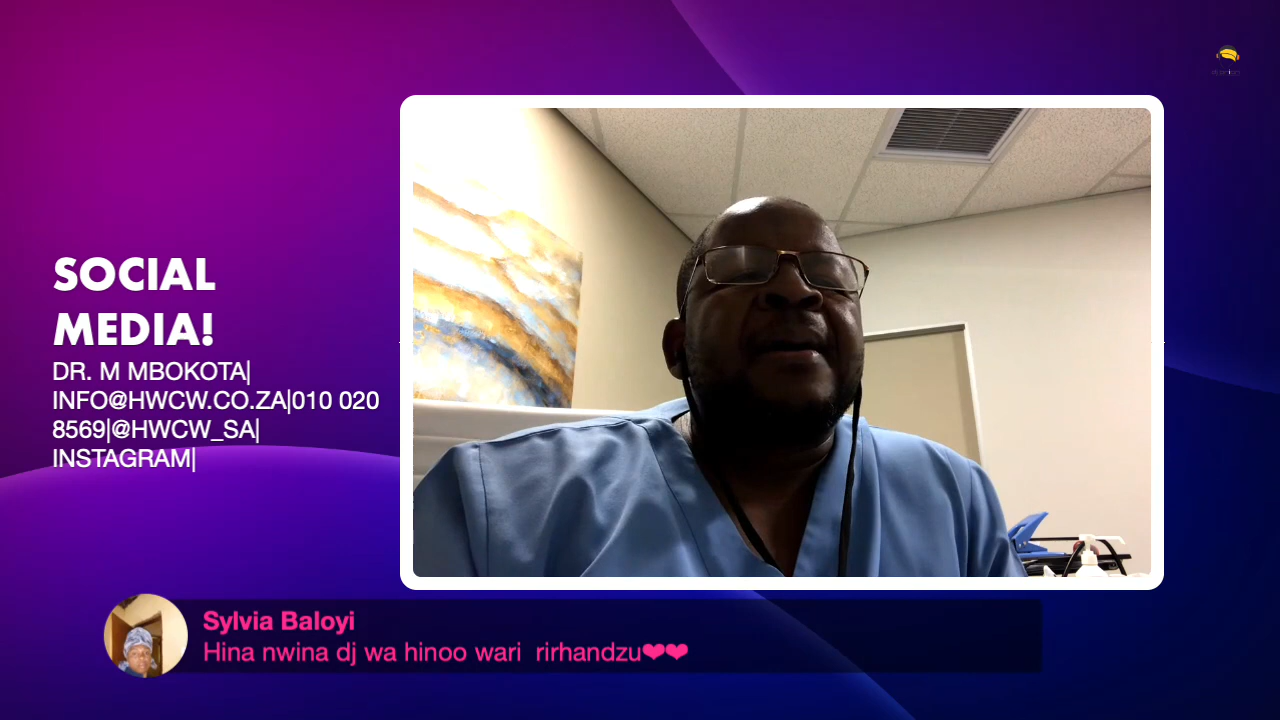 SOCIAL
MEDIA!
DR. M MBOKOTA|
INFO@HWCW.CO.ZA|010 020
8569|@HWCW_SA|
INSTAGRAM|
Sylvia Baloyi
Hina nwina dj wa hinoo wari rirhandzu❤❤